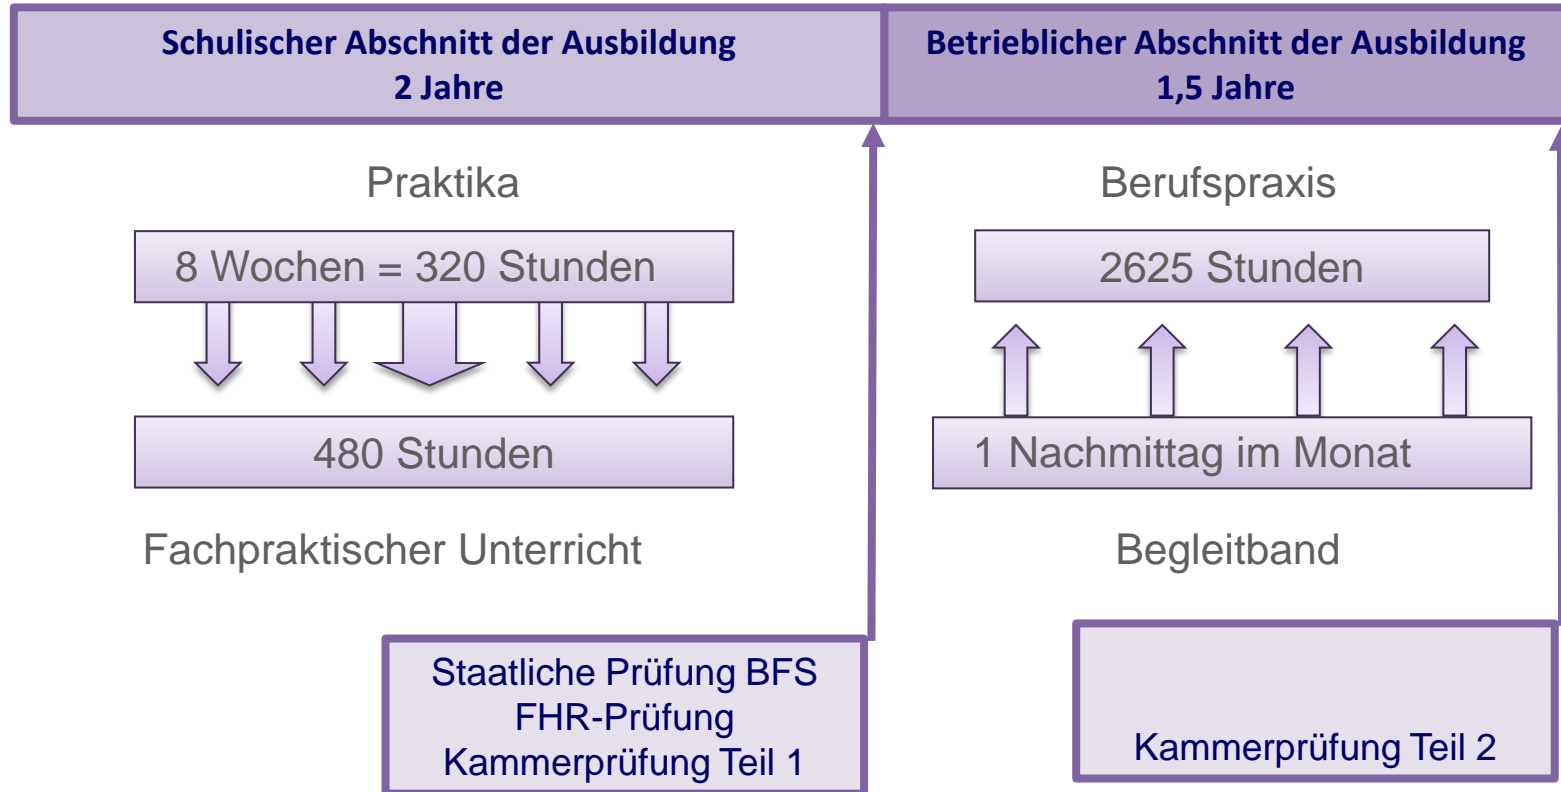 Schulischer Abschnitt der Ausbildung
2 Jahre
Betrieblicher Abschnitt der Ausbildung
1,5 Jahre
Praktika
8 Wochen = 320 Stunden
480 Stunden
Fachpraktischer Unterricht
Berufspraxis
2625 Stunden
1 Nachmittag im Monat
Begleitband
Staatliche Prüfung BFS
FHR-Prüfung
Kammerprüfung Teil 1
Kammerprüfung Teil 2